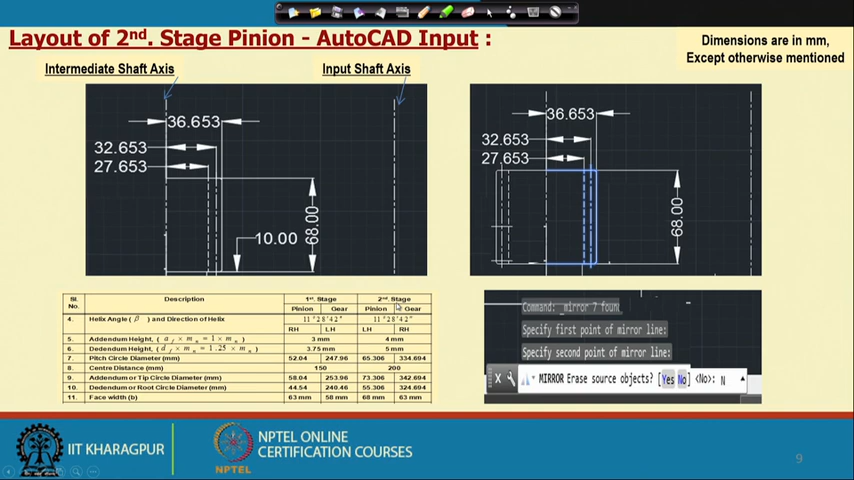 Layout of 2nd. Stage Pinion - AutoCAD Input :
Dimensions are in mm,
Except otherwise mentioned
Intermediate Shaft Axis
Input Shaft Axis
36.653
32.653
27.653
10.00
68.00
36.653
32.653
27.653
68.00
Sl. No. Description 1st. Stage 2nd. Stage
Pinion Gear Pinion Gear
4. Helix Angle ( β ) and Direction of Helix 11°28'42" 11°28'42"
RH LH LH RH
5. Addendum Height, ( a_f × m_n = 1 × m_n 3 mm 4 mm
6. Dedendum Height, ( d_f × m_n = 1.25 × m_n 3.75 mm 5 mm
7. Pitch Circle Diameter (mm) 52.04 247.96 65.306 334.694
8. Centre Distance (mm) 150 200
9. Addendum or Tip Circle Diameter (mm) 58.04 253.96 73.306 342.694
10. Dedendum or Root Circle Diameter (mm) 44.54 240.46 55.306 324.694
11. Face width (b) 63 mm 58 mm 68 mm 63 mm
Command: _mirror 7 foun
Specify first point of mirror line:
Specify second point of mirror line:
MIRROR Erase source objects? [Yes No] <No>: N
IIT KHARAGPUR
NPTEL
NPTEL ONLINE
CERTIFICATION COURSES
9